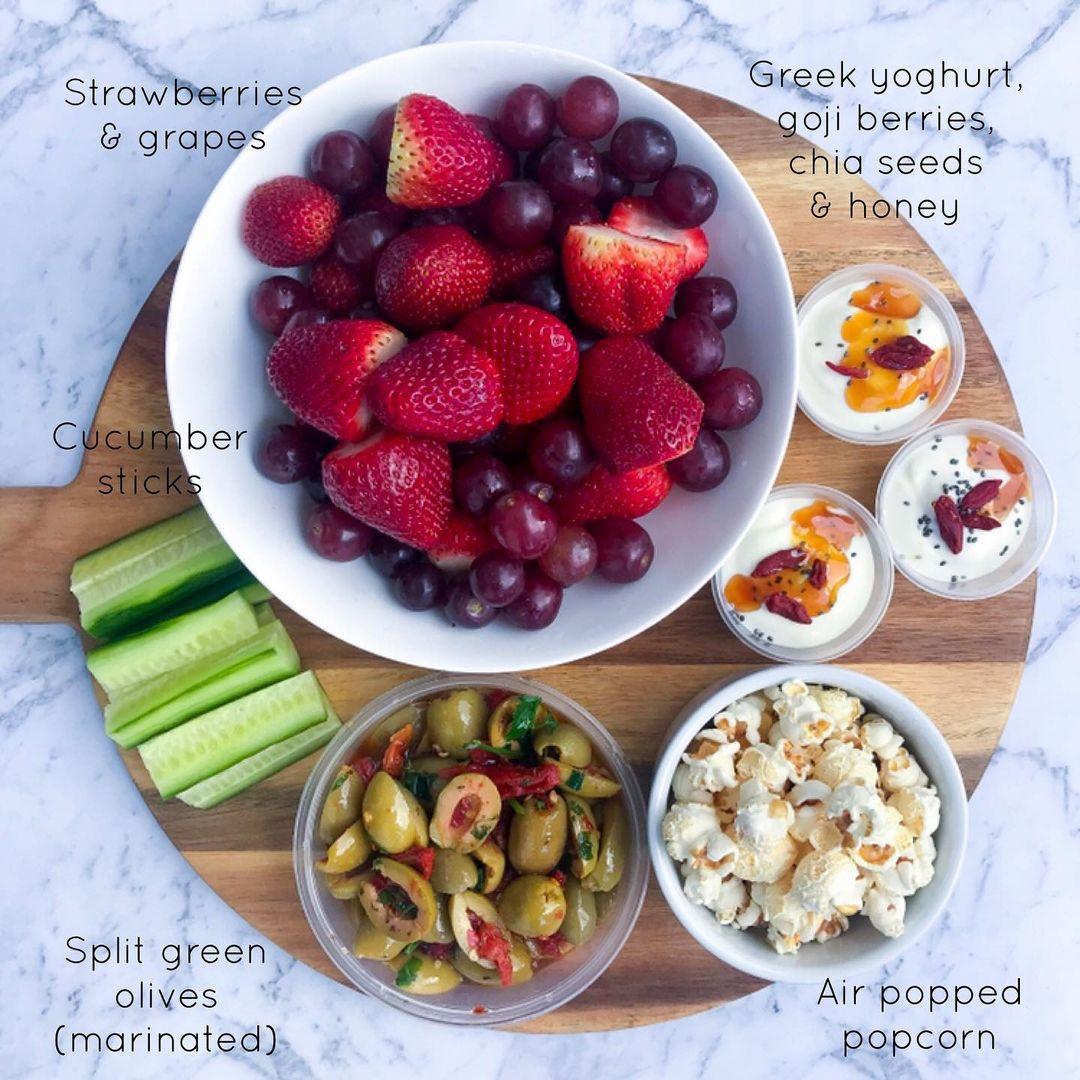 Strawberries
& grapes
Greek yoghurt,
goji berries,
chia seeds
& honey
Cucumber
sticks
Split green
olives
(marinated)
Air popped
popcorn